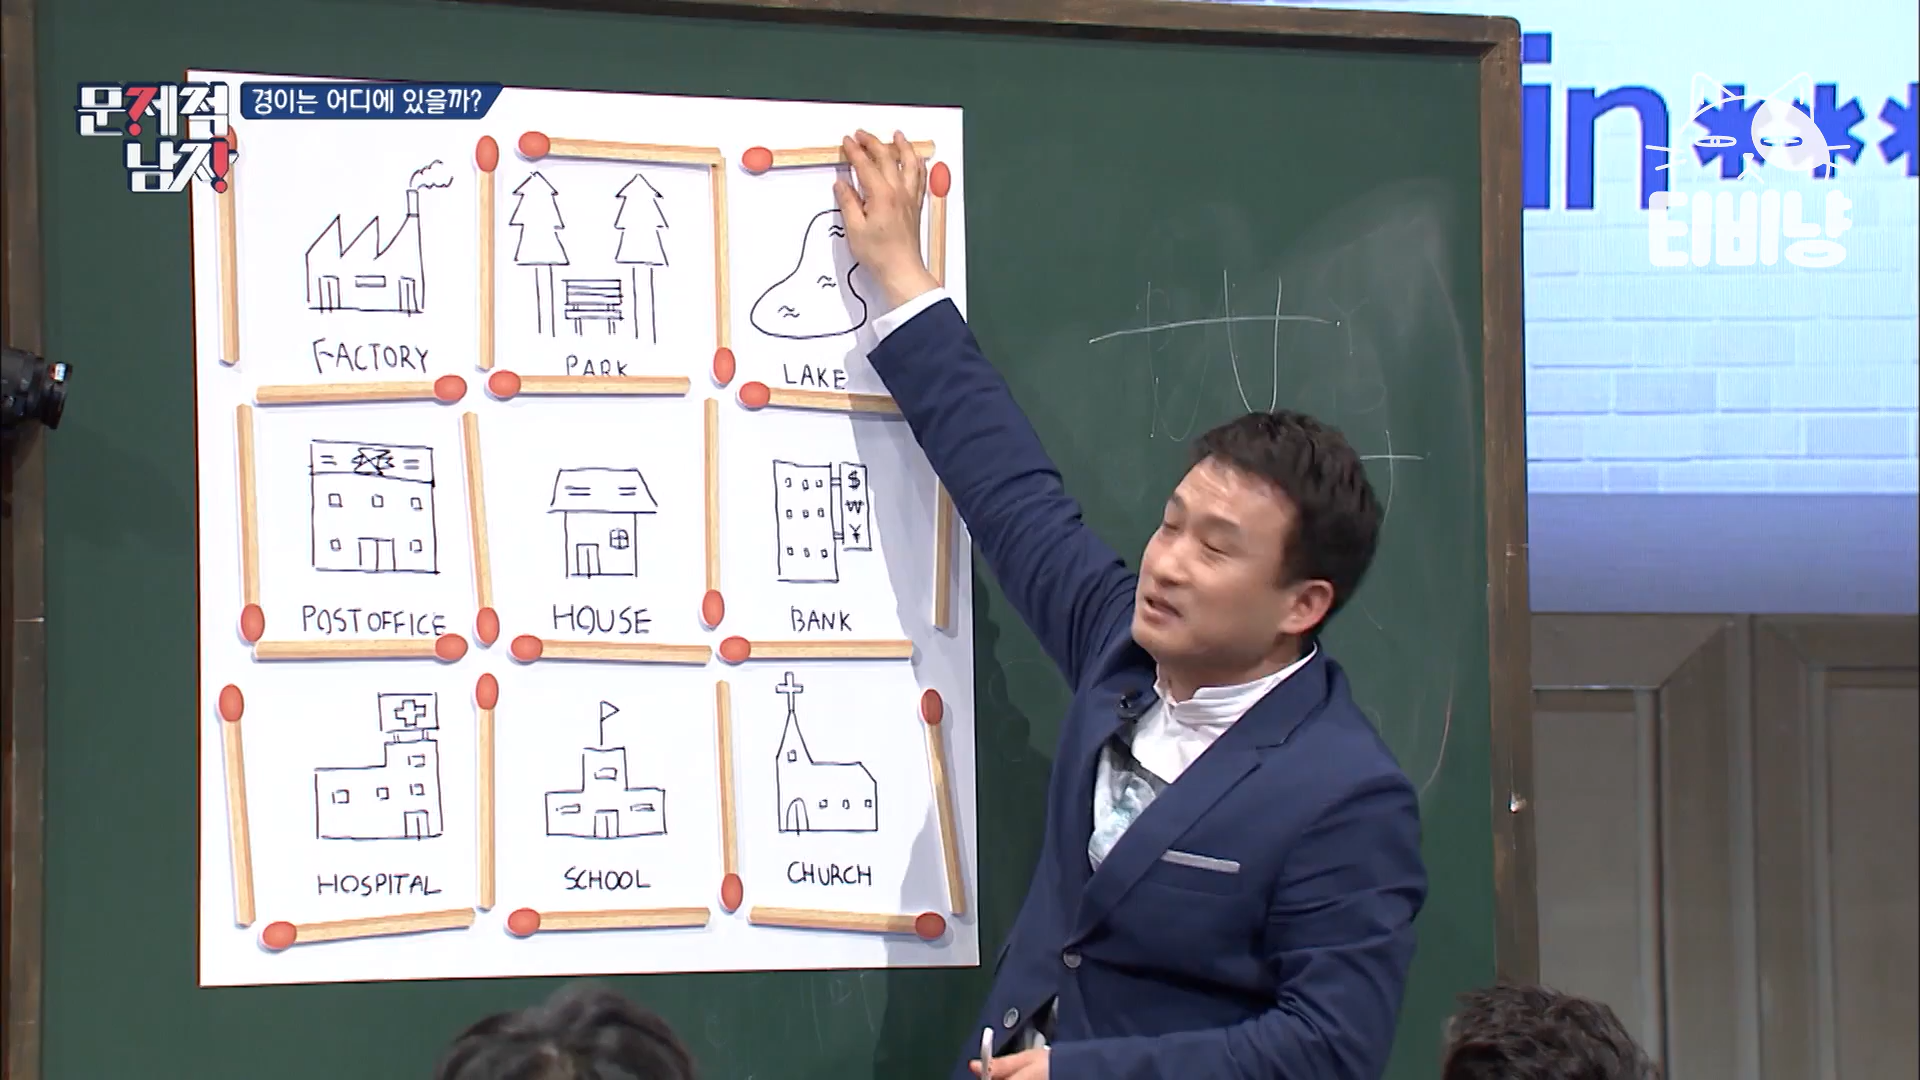 문제적
남자
경이는 어디에 있을까?
in***
티비냥
FACTORY
PARK
LAKE
$
₩
¥
POSTOFFICE
HOUSE
BANK
HOSPITAL
SCHOOL
CHURCH